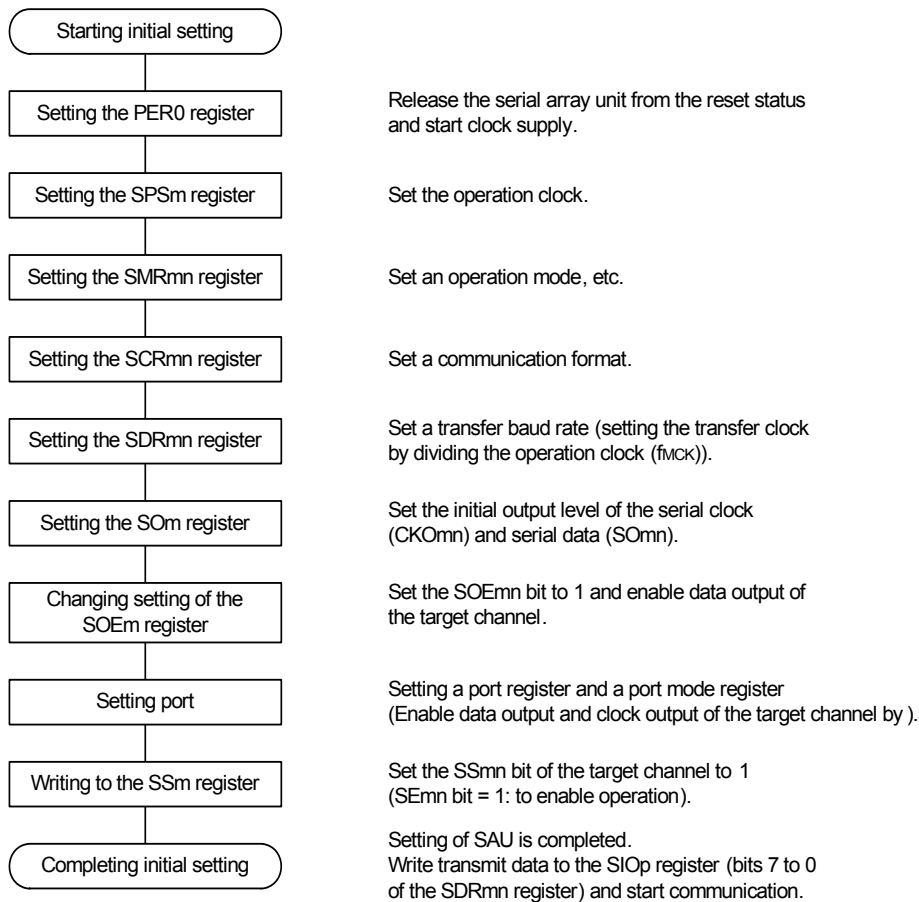 Starting initial setting
Setting the PER0 register
Release the serial array unit from the reset status
and start clock supply.
Setting the SPSm register
Set the operation clock.
Setting the SMRmn register
Set an operation mode, etc.
Setting the SCRmn register
Set a communication format.
Setting the SDRmn register
Set a transfer baud rate (setting the transfer clock
by dividing the operation clock (fMCK)).
Setting the SOm register
Set the initial output level of the serial clock
(CKOmn) and serial data (SOmn).
Changing setting of the
SOEm register
Set the SOEmn bit to 1 and enable data output of
the target channel.
Setting port
Setting a port register and a port mode register
(Enable data output and clock output of the target channel by ).
Writing to the SSm register
Set the SSmn bit of the target channel to 1
(SEmn bit = 1: to enable operation).
Completing initial setting
Setting of SAU is completed.
Write transmit data to the SIOp register (bits 7 to 0
of the SDRmn register) and start communication.